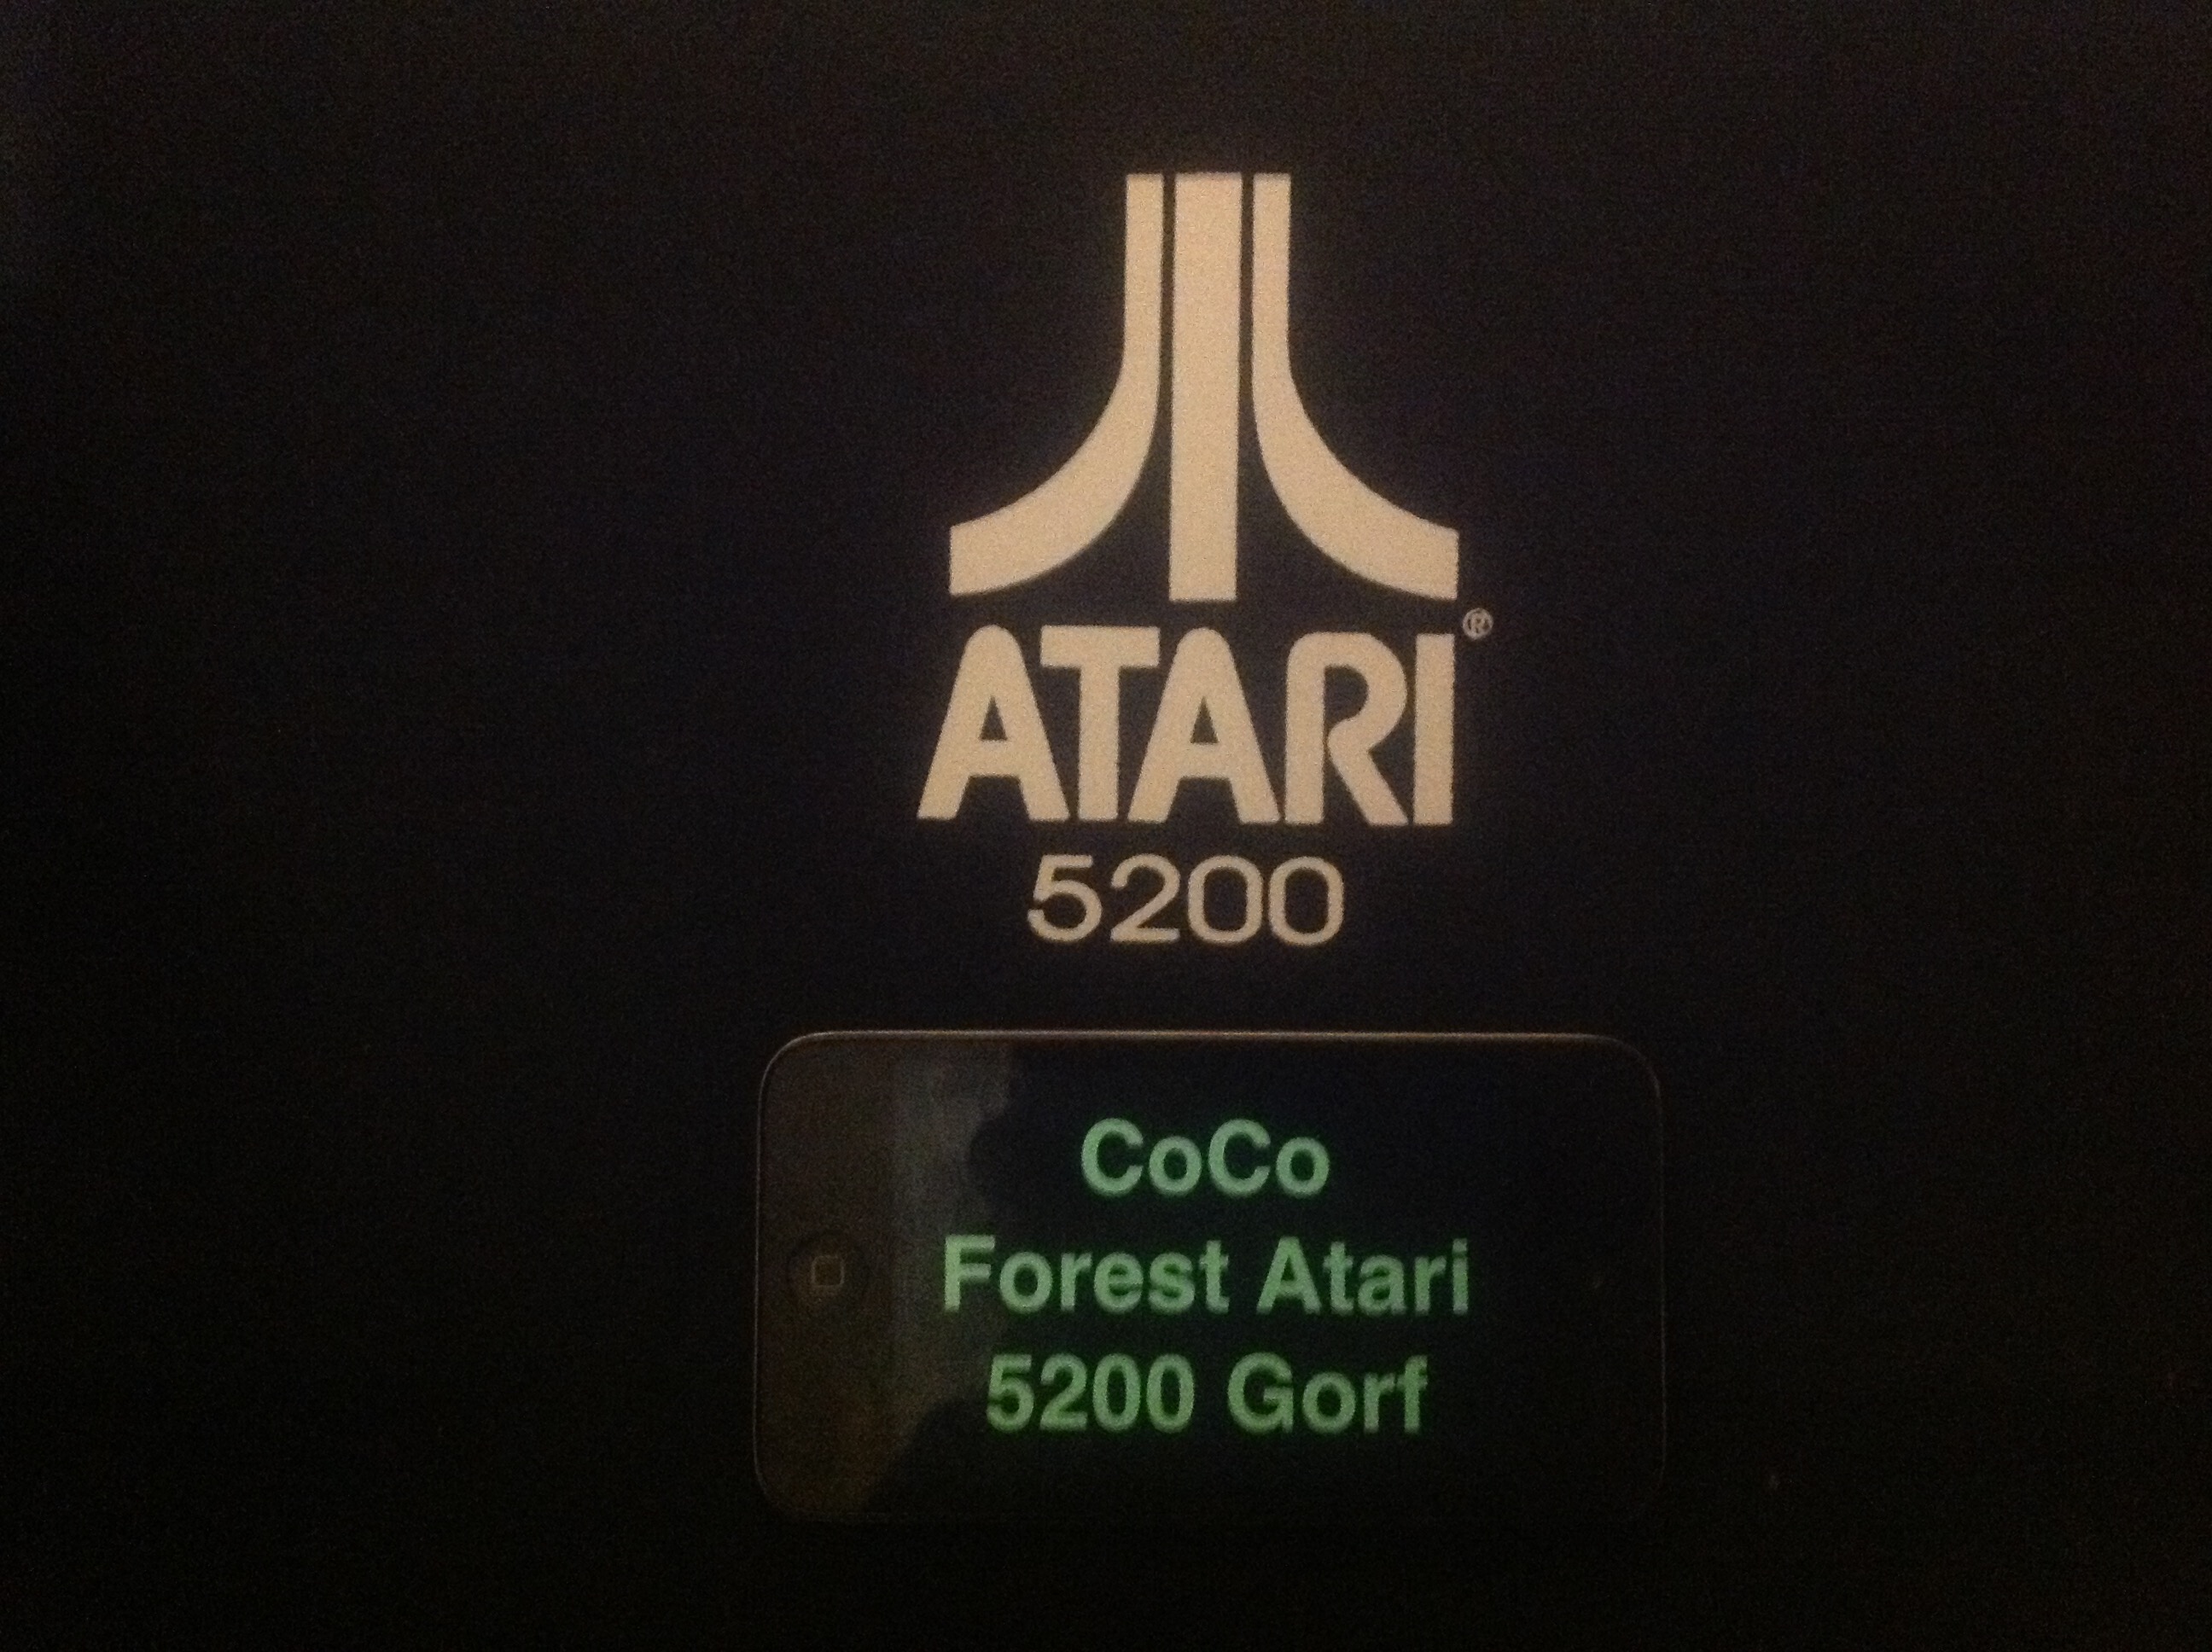 ATARI®
5200
CoCo
Forest Atari
5200 Gorf